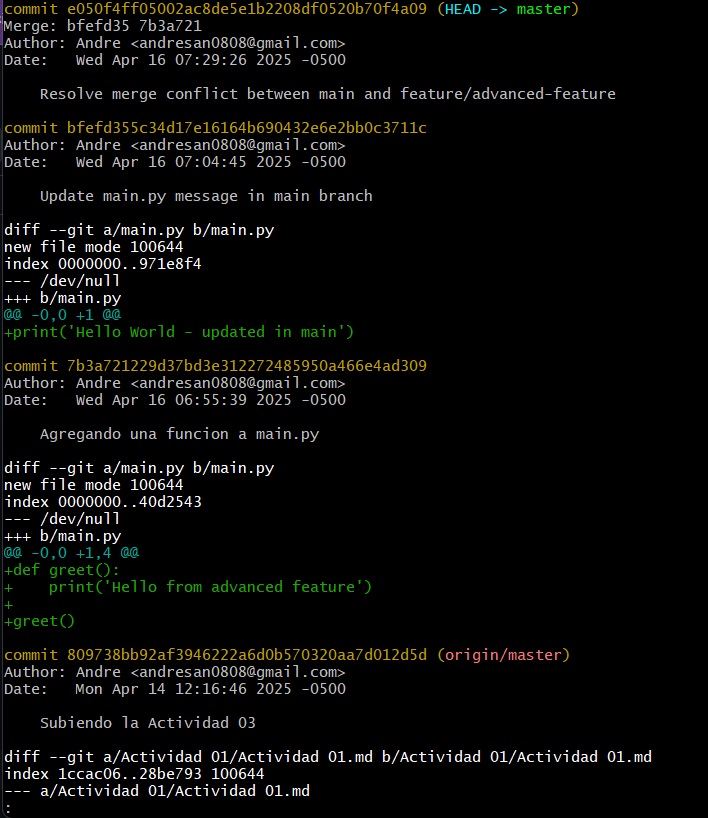 commit e050f4ff05002ac8de5e1b2208df0520b70f4a09 (HEAD -> master)
Merge: bfefd35 7b3a721
Author: Andre <andresan0808@gmail.com>
Date:   Wed Apr 16 07:29:26 2025 -0500

    Resolve merge conflict between main and feature/advanced-feature

commit bfefd355c34d17e16164b690432e6e2bb0c3711c
Author: Andre <andresan0808@gmail.com>
Date:   Wed Apr 16 07:04:45 2025 -0500

    Update main.py message in main branch

diff --git a/main.py b/main.py
new file mode 100644
index 0000000..971e8f4
--- /dev/null
+++ b/main.py
@@ -0,0 +1 @@
+print('Hello World - updated in main')

commit 7b3a721229d37bd3e312272485950a466e4ad309
Author: Andre <andresan0808@gmail.com>
Date:   Wed Apr 16 06:55:39 2025 -0500

    Agregando una funcion a main.py

diff --git a/main.py b/main.py
new file mode 100644
index 0000000..40d2543
--- /dev/null
+++ b/main.py
@@ -0,0 +1,4 @@
+def greet():
+    print('Hello from advanced feature')
+
+greet()

commit 809738bb92af3946222a6d0b570320aa7d012d5d (origin/master)
Author: Andre <andresan0808@gmail.com>
Date:   Mon Apr 14 12:16:46 2025 -0500

    Subiendo la Actividad 03

diff --git a/Actividad 01/Actividad 01.md b/Actividad 01/Actividad 01.md
index 1ccac06..28be793 100644
--- a/Actividad 01/Actividad 01.md
: